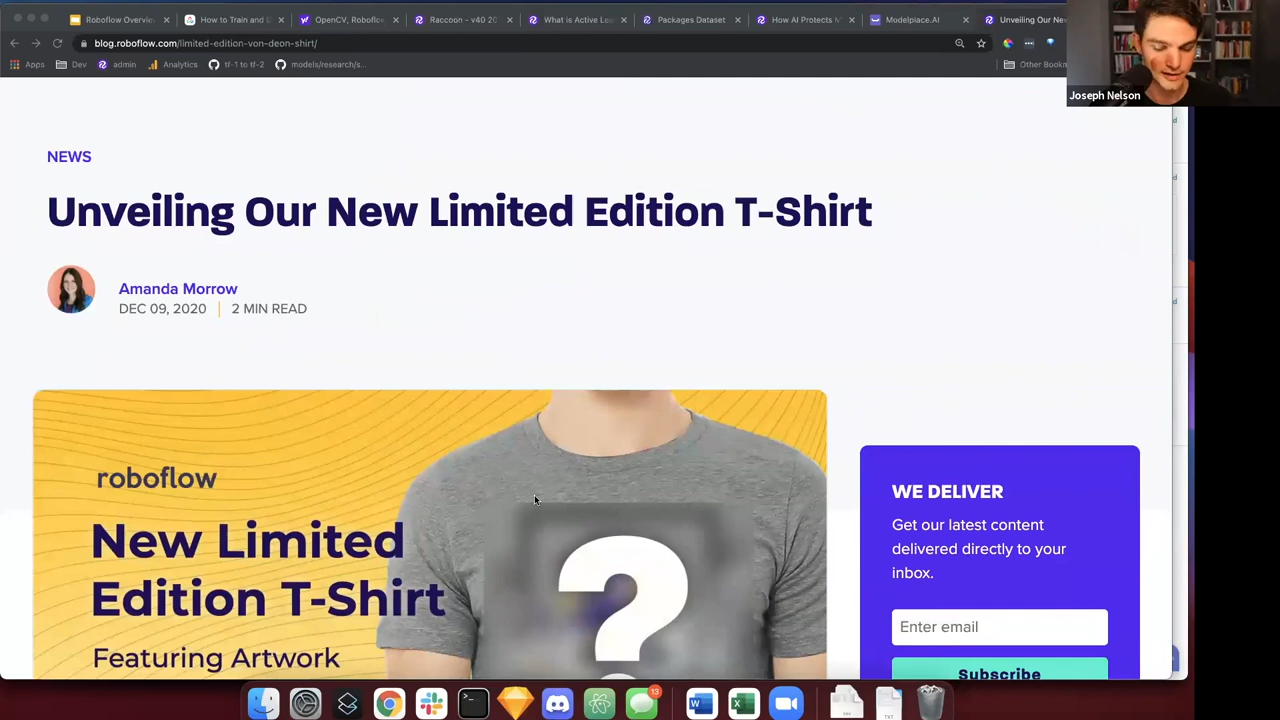 Roboflow Overvie
How to Train and D
OpenCV, Roboflo
Raccoon - v40 20
What is Active Lea
Packages Dataset
How AI Protects M
Modelplace.AI
Unveiling Our New
blog.roboflow.com/limited-edition-von-deon-shirt/
Apps
Dev
admin
Analytics
tf-1 to tf-2
models/research/s...
Other Bookm
Joseph Nelson
NEWS
Unveiling Our New Limited Edition T-Shirt
Amanda Morrow
DEC 09, 2020
2 MIN READ
roboflow
New Limited
Edition T-Shirt
Featuring Artwork
?
WE DELIVER
Get our latest content
delivered directly to your
inbox.
Enter email
Subscribe
13